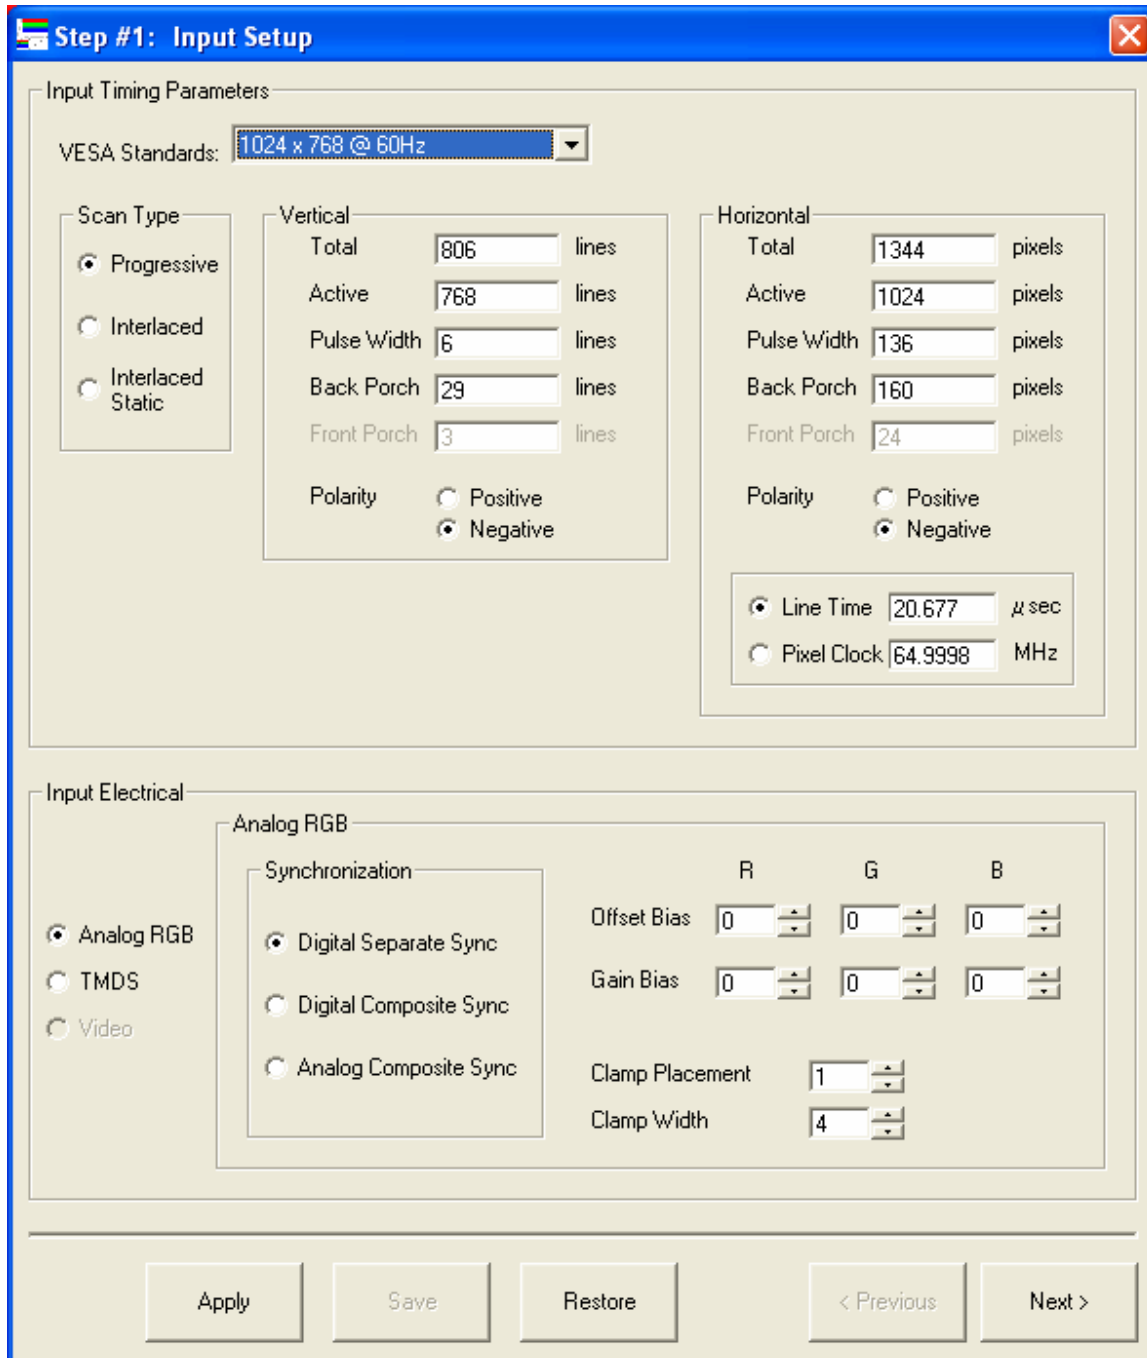 Step #1: Input Setup
Input Timing Parameters
VESA Standards: 1024 x 768 @ 60Hz
Scan Type
Progressive
Interlaced
Interlaced
Static
Vertical
Total 806 lines
Active 768 lines
Pulse Width 6 lines
Back Porch 29 lines
Front Porch 3 lines
Polarity Positive
Negative
Horizontal
Total 1344 pixels
Active 1024 pixels
Pulse Width 136 pixels
Back Porch 160 pixels
Front Porch 24 pixels
Polarity Positive
Negative
Line Time 20.677 μ sec
Pixel Clock 64.9998 MHz
Input Electrical
Analog RGB
TMDS
Video
Analog RGB
Synchronization
Digital Separate Sync
Digital Composite Sync
Analog Composite Sync
R G B
Offset Bias 0 0 0
Gain Bias 0 0 0
Clamp Placement 1
Clamp Width 4
Apply Save Restore < Previous Next >